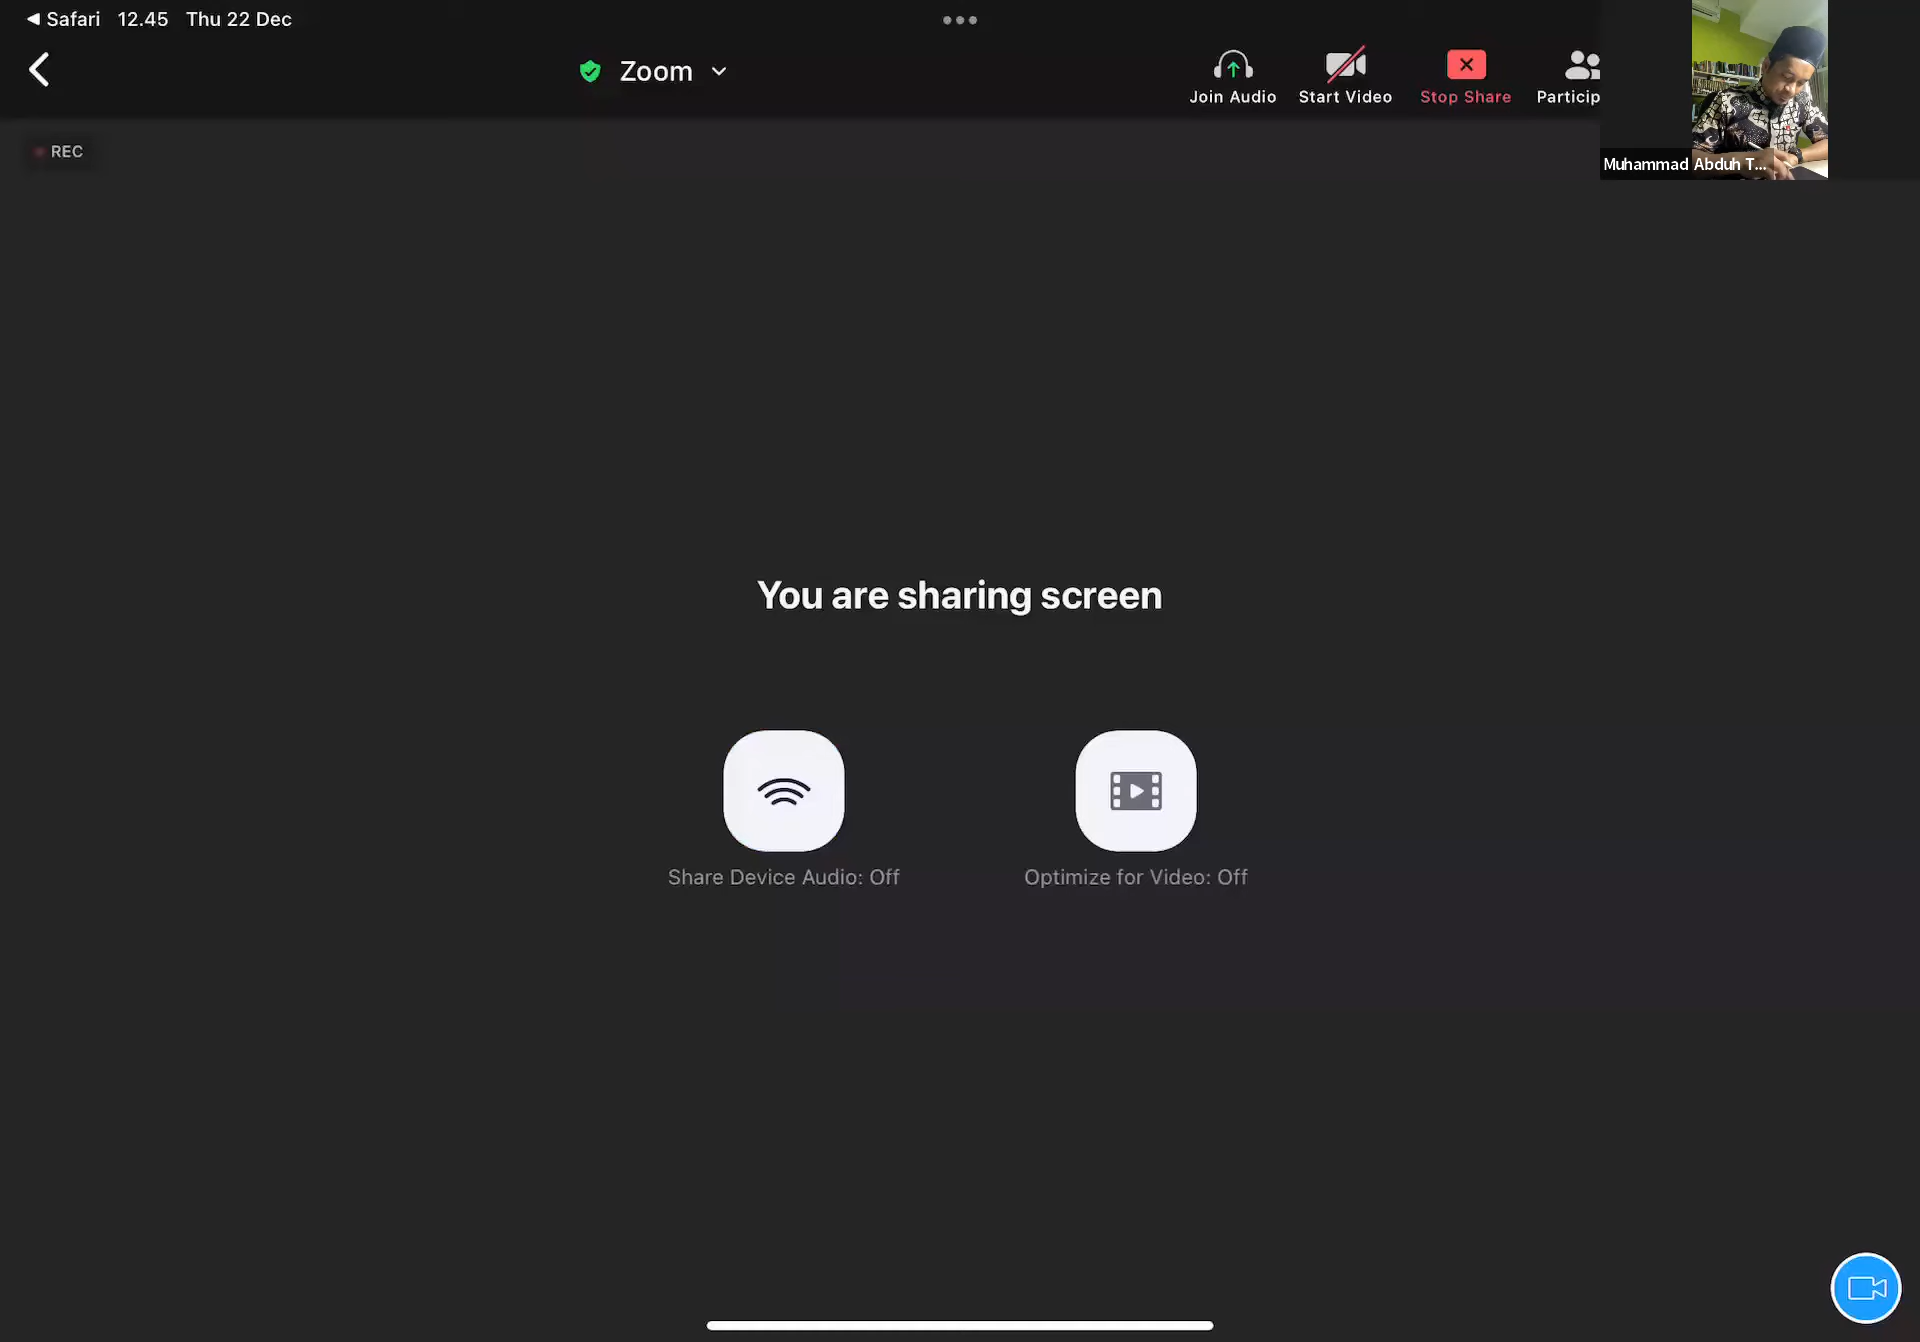 Safari 12.45 Thu 22 Dec
Zoom
Join Audio Start Video Stop Share Particip
REC
Muhammad Abduh T...
You are sharing screen
Share Device Audio: Off Optimize for Video: Off